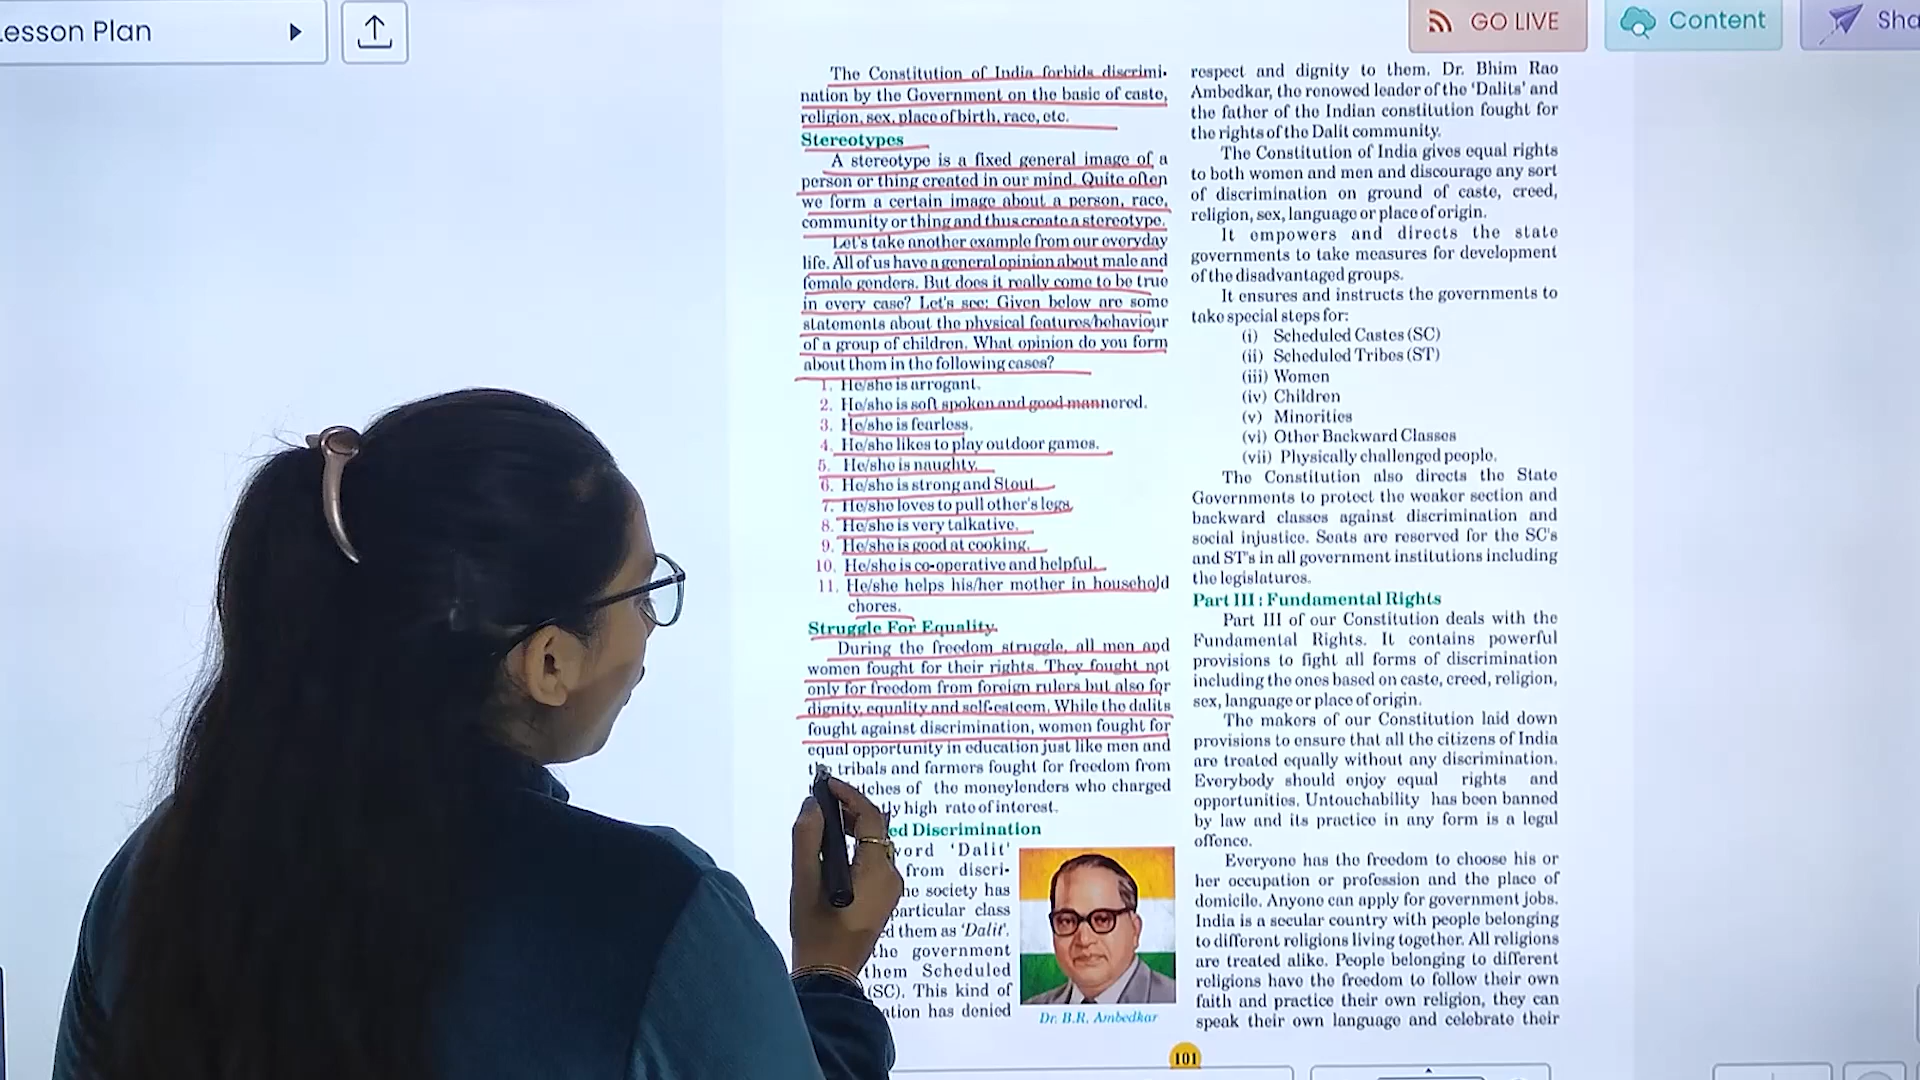 Lesson Plan
GO LIVE
Content
Sha
The Constitution of India forbids discrimi-
nation by the Government on the basic of caste,
religion, sex, place of birth, race, etc.
Stereotypes
A stereotype is a fixed general image of a
person or thing created in our mind. Quite often
we form a certain image about a person, race,
community or thing and thus create a stereotype.
Let's take another example from our everyday
life. All of us have a general opinion about male and
female genders. But does it really come to be true
in every case? Let's see: Given below are some
statements about the physical features/behaviour
of a group of children. What opinion do you form
about them in the following cases?
1. He/she is arrogant.
2. He/she is soft spoken and good mannered.
3. He/she is fearless.
4. He/she likes to play outdoor games.
5. He/she is naughty.
6. He/she is strong and Stout
7. He/she loves to pull other's legs
8. He/she is very talkative.
9. He/she is good at cooking.
10. He/she is co-operative and helpful.
11. He/she helps his/her mother in household
chores.
Struggle For Equality
During the freedom struggle, all men and
women fought for their rights. They fought not
only for freedom from foreign rulers but also for
dignity, equality and self-esteem. While the dalits
fought against discrimination, women fought for
equal opportunity in education just like men and
the tribals and farmers fought for freedom from
tches of the moneylenders who charged
tly high rate of interest.
ed Discrimination
word 'Dalit'
from discri-
he society has
particular class
ed them as 'Dalit'.
the government
them Scheduled
(SC). This kind of
ation has denied
Dr. B.R. Ambedkar
respect and dignity to them. Dr. Bhim Rao
Ambedkar, the renowed leader of the 'Dalits' and
the father of the Indian constitution fought for
the rights of the Dalit community.
The Constitution of India gives equal rights
to both women and men and discourage any sort
of discrimination on ground of caste, creed,
religion, sex, language or place of origin.
It empowers and directs the state
governments to take measures for development
of the disadvantaged groups.
It ensures and instructs the governments to
take special steps for:
(i) Scheduled Castes (SC)
(ii) Scheduled Tribes (ST)
(iii) Women
(iv) Children
(v) Minorities
(vi) Other Backward Classes
(vii) Physically challenged people.
The Constitution also directs the State
Governments to protect the weaker section and
backward classes against discrimination and
social injustice. Seats are reserved for the SC's
and ST's in all government institutions including
the legislatures.
Part III : Fundamental Rights
Part III of our Constitution deals with the
Fundamental Rights. It contains powerful
provisions to fight all forms of discrimination
including the ones based on caste, creed, religion,
sex, language or place of origin.
The makers of our Constitution laid down
provisions to ensure that all the citizens of India
are treated equally without any discrimination.
Everybody should enjoy equal rights and
opportunities. Untouchability has been banned
by law and its practice in any form is a legal
offence.
Everyone has the freedom to choose his or
her occupation or profession and the place of
domicile. Anyone can apply for government jobs.
India is a secular country with people belonging
to different religions living together. All religions
are treated alike. People belonging to different
religions have the freedom to follow their own
faith and practice their own religion, they can
speak their own language and celebrate their
101